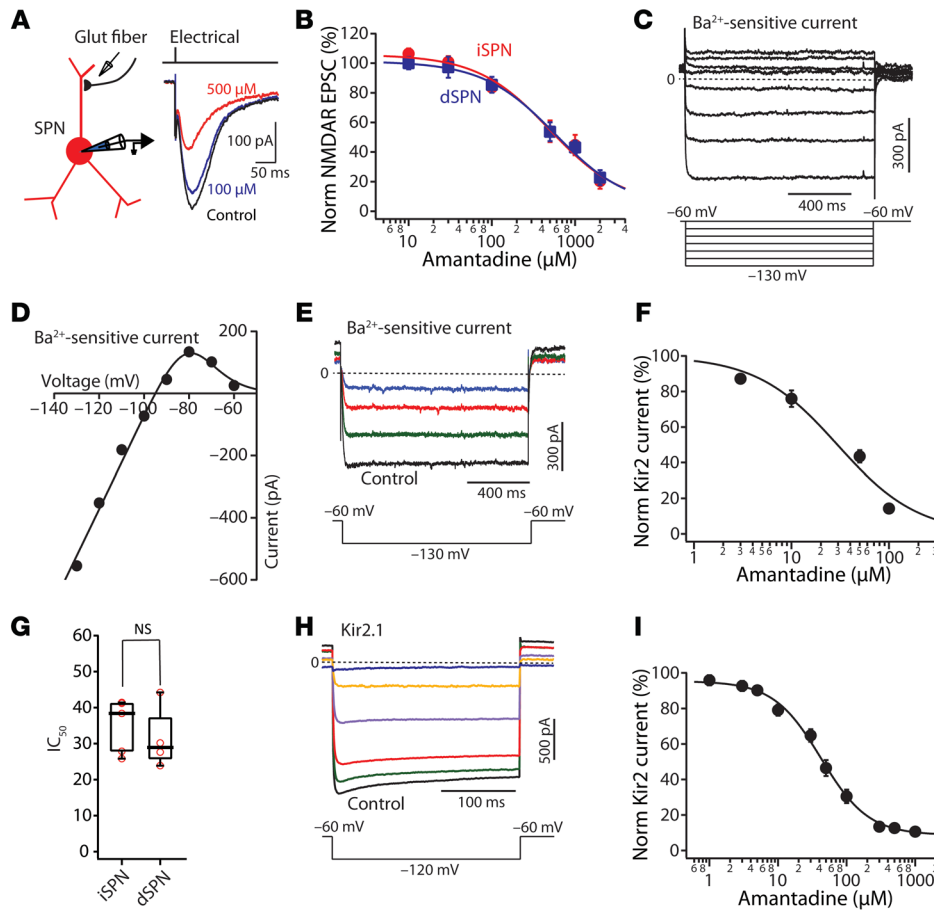 A
Glut fiber
Electrical
SPN
500 μM
100 pA
50 ms
100 μM
Control
B
Norm NMDAR EPSC (%)
120
100
80
60
40
20
0
iSPN
dSPN
6 8 2 4 6 8 2 4 6 8 2 4
10 100 1000
Amantadine (μM)
C
Ba²⁺-sensitive current
0
300 pA
400 ms
−60 mV −60 mV
−130 mV
D
Ba²⁺-sensitive current
Voltage (mV)
−140 −120 −100 −80 −60
200
−200
−400
−600
Current (pA)
E
Ba²⁺-sensitive current
0
Control
300 pA
400 ms
−60 mV −60 mV
−130 mV
F
Norm Kir2 current (%)
100
80
60
40
20
0
2 3 4 5 6 2 3 4 5 6 2
1 10 100
Amantadine (μM)
G
NS
IC₅₀
60
50
40
30
20
10
0
iSPN
dSPN
H
Kir2.1
0
Control
500 pA
100 ms
−60 mV −60 mV
−120 mV
I
Norm Kir2 current (%)
100
80
60
40
20
0
6 8 2 4 6 8 2 4 6 8 2 4 6 8
1 10 100 1000
Amantadine (μM)